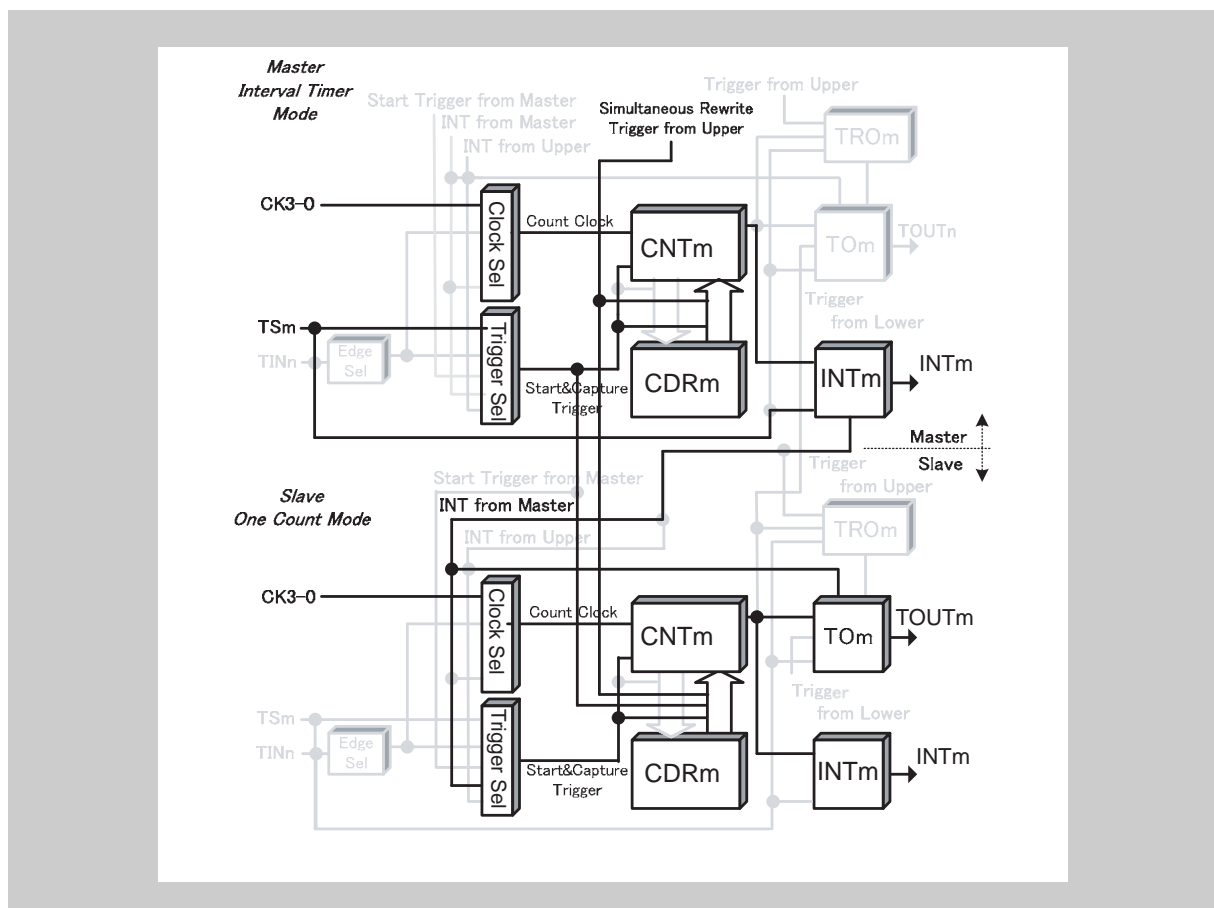 Master
Interval Timer
Mode
Start Trigger from Master
INT from Master
INT from Upper
Simultaneous Rewrite
Trigger from Upper
Trigger from Upper
TROm
CK3-0
Clock Sel
Count Clock
CNTm
TOm
TOUTn
Trigger
from Lower
TSm
TINn
Edge
Sel
Trigger Sel
Start&Capture
Trigger
CDRm
INTm
INTm
Master
Slave
Trigger
from Upper
Slave
One Count Mode
Start Trigger from Master
INT from Master
INT from Upper
TROm
CK3-0
Clock Sel
Count Clock
CNTm
TOm
TOUTm
Trigger
from Lower
TSm
TINn
Edge
Sel
Trigger Sel
Start&Capture
Trigger
CDRm
INTm
INTm